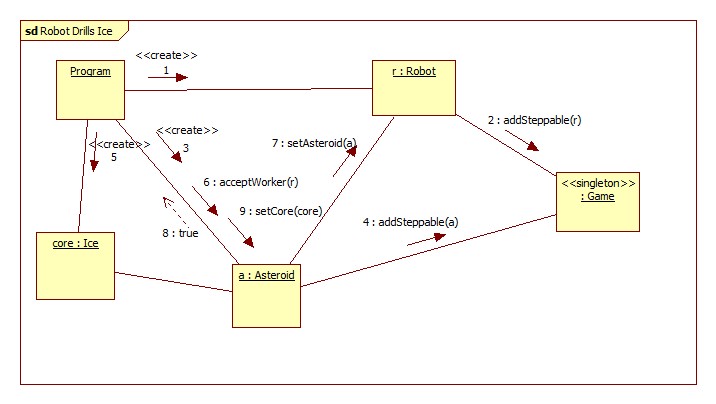 sd Robot Drills Ice
<<create>>
1
Program
r : Robot
2 : addSteppable(r)
<<create>>
3
<<create>>
5
7 : setAsteroid(a)
6 : acceptWorker(r)
<<singleton>>
: Game
9 : setCore(core)
4 : addSteppable(a)
8 : true
core : Ice
a : Asteroid